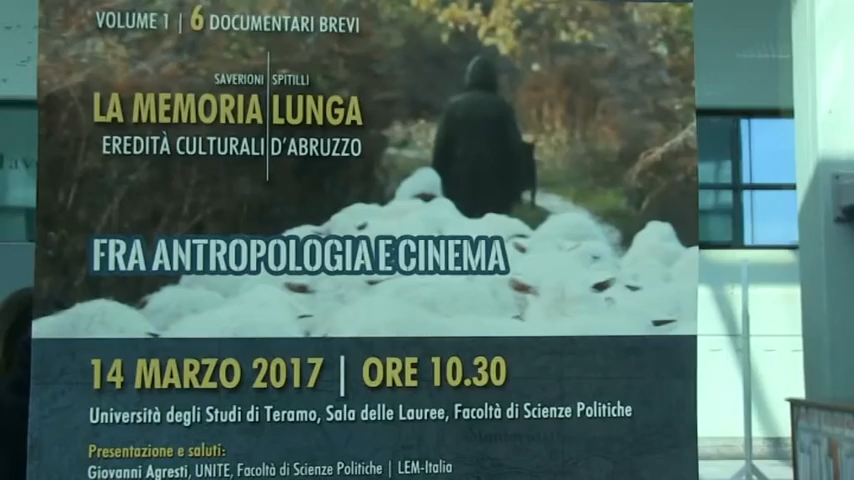 VOLUME 1 | 6 DOCUMENTARI BREVI
SAVERIONI | SPITILLI
LA MEMORIA LUNGA
EREDITÀ CULTURALI D'ABRUZZO
FRA ANTROPOLOGIA E CINEMA
14 MARZO 2017 | ORE 10.30
Università degli Studi di Teramo, Sala delle Lauree, Facoltà di Scienze Politiche
Presentazione e saluti:
Giovanni Agresti, UNITE, Facoltà di Scienze Politiche | LEM-Italia